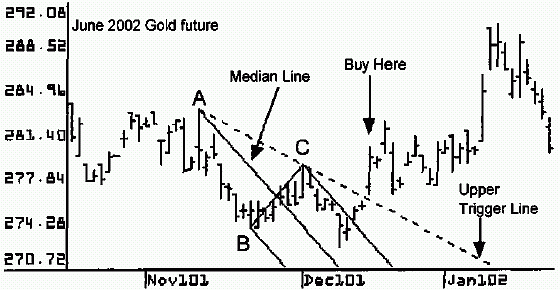 292.08
June 2002 Gold future
288.52
Median Line
Buy Here
284.96
A
281.40
C
277.84
Upper
Trigger Line
274.28
B
270.72
Nov101
Dec101
Jan102